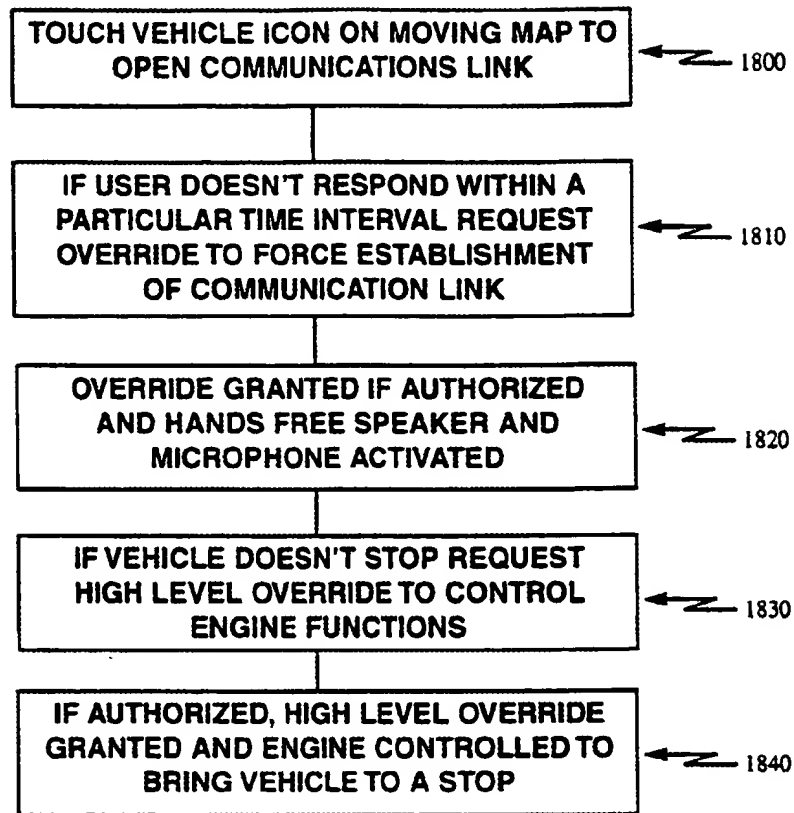 TOUCH VEHICLE ICON ON MOVING MAP TO
OPEN COMMUNICATIONS LINK
1800
IF USER DOESN'T RESPOND WITHIN A
PARTICULAR TIME INTERVAL REQUEST
OVERRIDE TO FORCE ESTABLISHMENT
OF COMMUNICATION LINK
1810
OVERRIDE GRANTED IF AUTHORIZED
AND HANDS FREE SPEAKER AND
MICROPHONE ACTIVATED
1820
IF VEHICLE DOESN'T STOP REQUEST
HIGH LEVEL OVERRIDE TO CONTROL
ENGINE FUNCTIONS
1830
IF AUTHORIZED, HIGH LEVEL OVERRIDE
GRANTED AND ENGINE CONTROLLED TO
BRING VEHICLE TO A STOP
1840